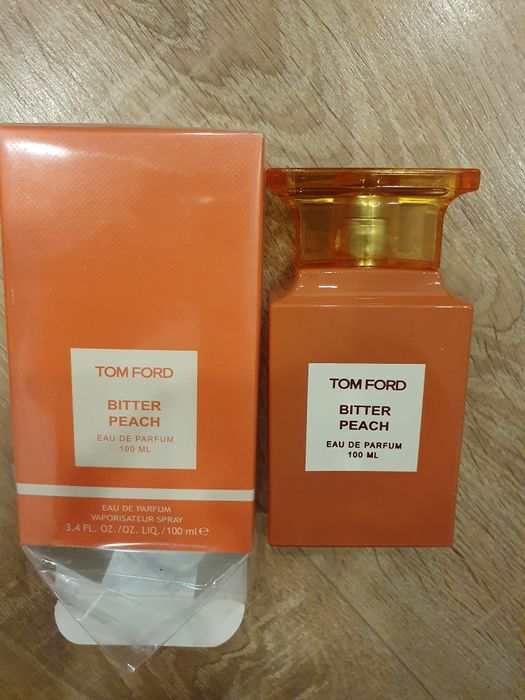 TOM FORD
BITTER
PEACH
EAU DE PARFUM
100 ML
EAU DE PARFUM
VAPORISATEUR SPRAY
3.4 FL. OZ./OZ. LIQ./100 ml ℮
TOM FORD
BITTER
PEACH
EAU DE PARFUM
100 ML